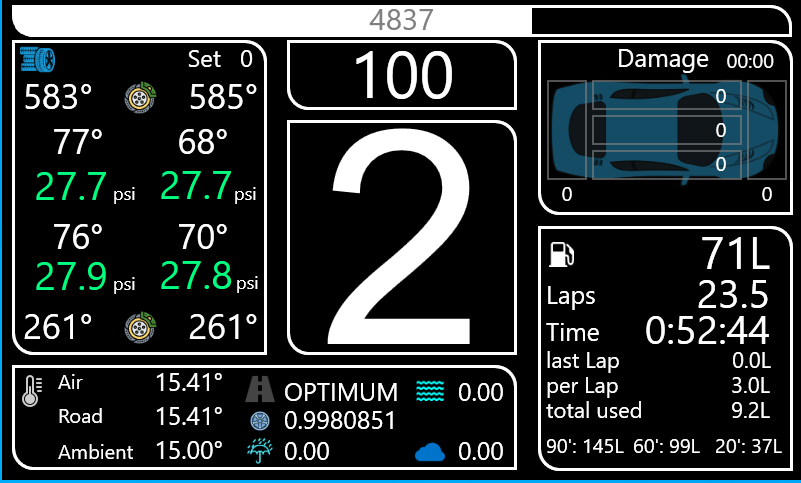 4837
Set 0
583° 585°
77° 68°
27.7 psi 27.7 psi
76° 70°
27.9 psi 27.8 psi
261° 261°
100
2
Damage 00:00
0
0
0
0 0
71L
Laps 23.5
Time 0:52:44
last Lap 0.0L
per Lap 3.0L
total used 9.2L
90': 145L 60': 99L 20': 37L
Air 15.41°
Road 15.41°
Ambient 15.00°
OPTIMUM 0.00
0.9980851
0.00 0.00